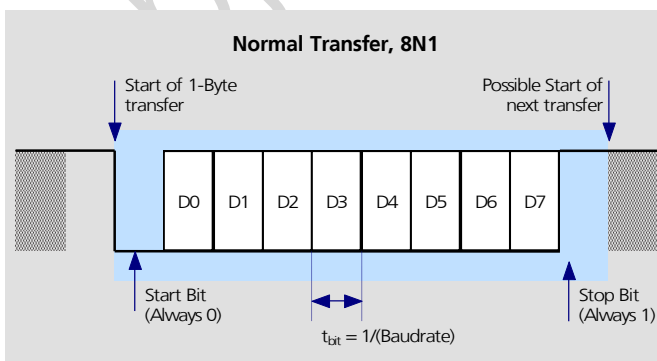 Normal Transfer, 8N1
Start of 1-Byte
transfer
Possible Start of
next transfer
D0 D1 D2 D3 D4 D5 D6 D7
Start Bit
(Always 0)
Stop Bit
(Always 1)
tbit = 1/(Baudrate)